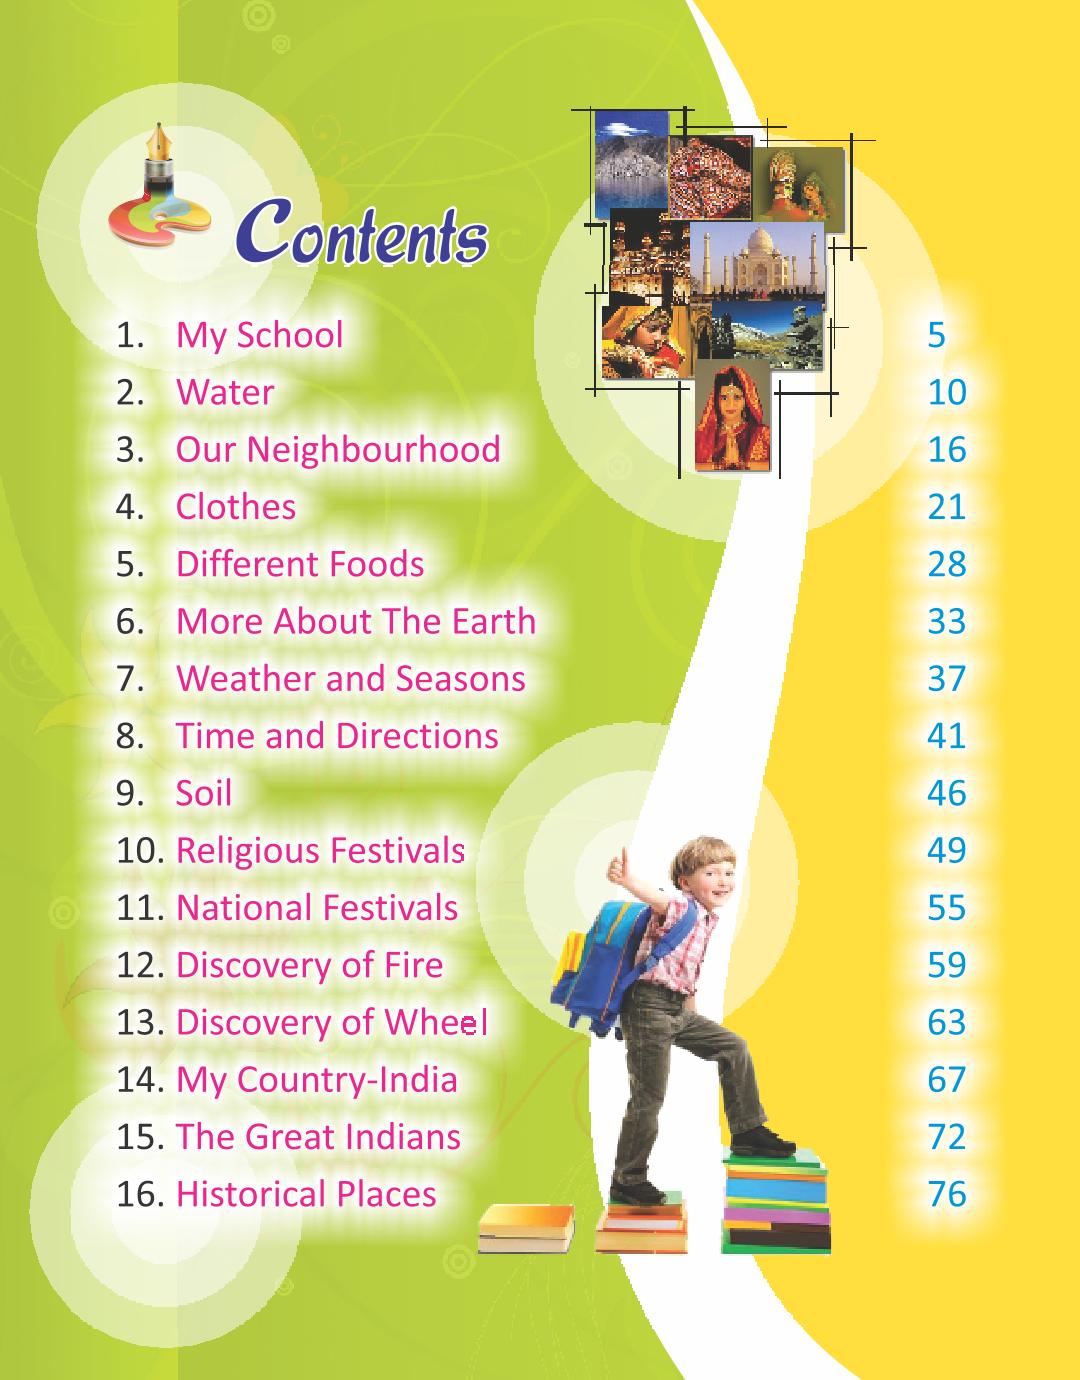 Contents
1. My School 5
2. Water 10
3. Our Neighbourhood 16
4. Clothes 21
5. Different Foods 28
6. More About The Earth 33
7. Weather and Seasons 37
8. Time and Directions 41
9. Soil 46
10. Religious Festivals 49
11. National Festivals 55
12. Discovery of Fire 59
13. Discovery of Wheel 63
14. My Country-India 67
15. The Great Indians 72
16. Historical Places 76